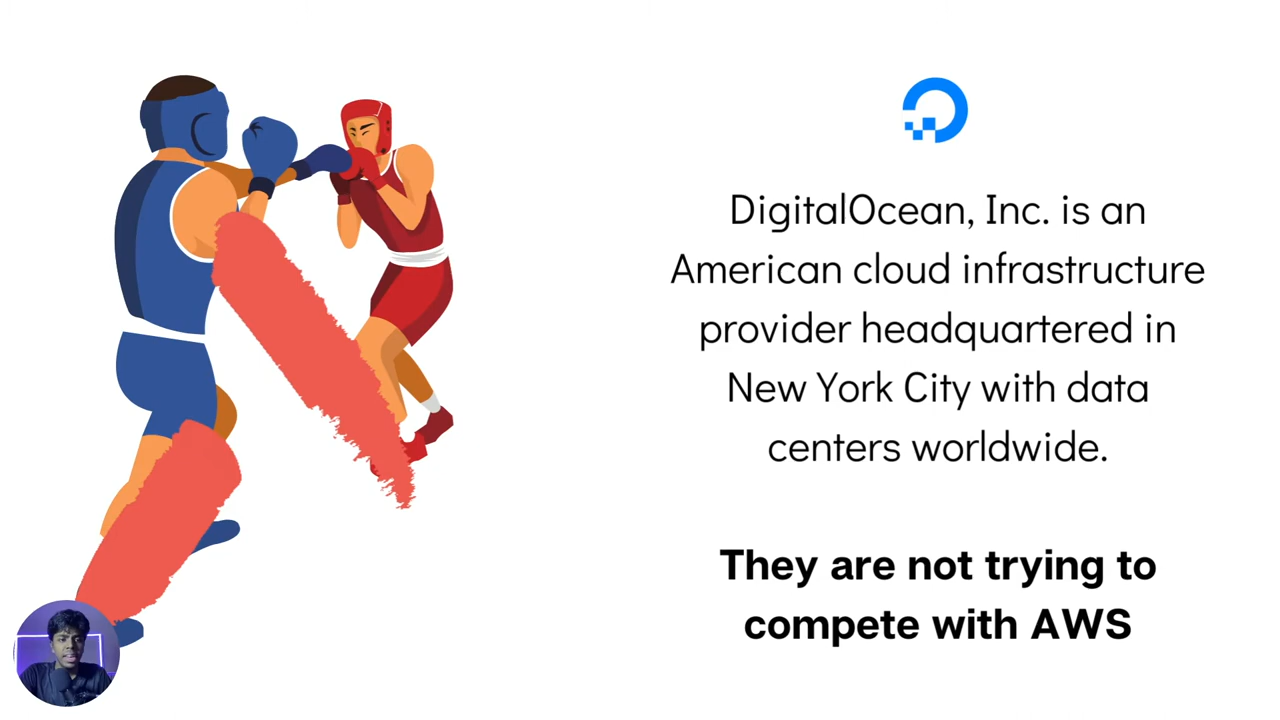 DigitalOcean, Inc. is an
American cloud infrastructure
provider headquartered in
New York City with data
centers worldwide.
They are not trying to
compete with AWS